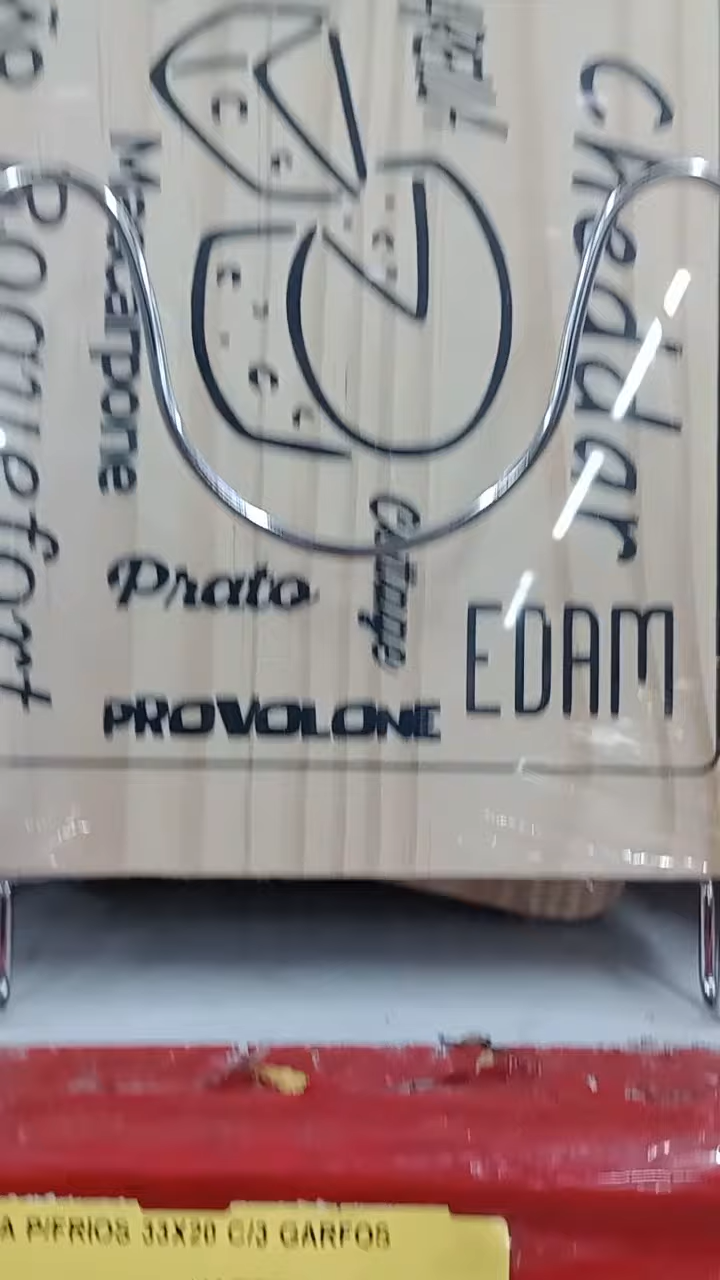 Mascarpone
Cheddar
Roquefort
Prato
Cottage
EDAM
PROVOLONE
A P/FRIOS 33X20 C/3 GARFOS